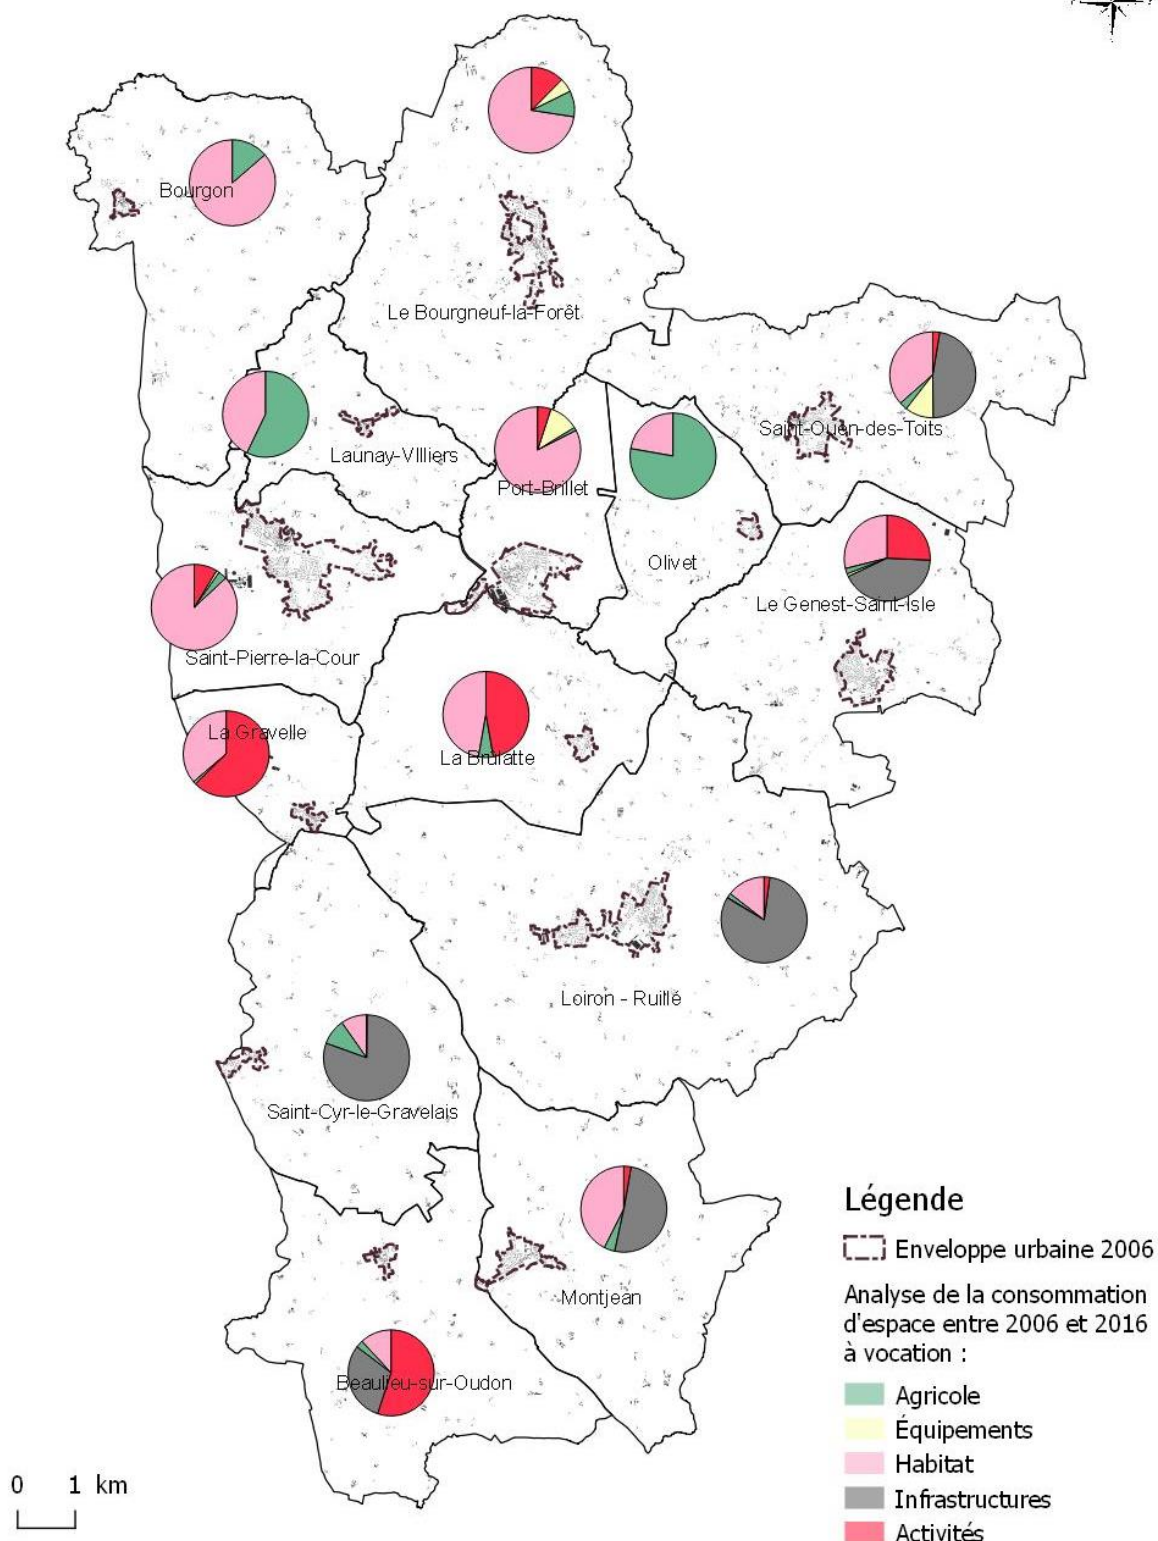 Bourgon
Le Bourgneuf-la-Forêt
Saint-Ouen-des-Toits
Launay-VIlliers
Port-Brillet
Olivet
Le Genest-Saint-Isle
Saint-Pierre-la-Cour
La Gravelle
La Brûlatte
Loiron - Ruillé
Saint-Cyr-le-Gravelais
Montjean
Beaulieu-sur-Oudon
0 1 km
Légende
Enveloppe urbaine 2006
Analyse de la consommation
d'espace entre 2006 et 2016
à vocation :
Agricole
Équipements
Habitat
Infrastructures
Activités